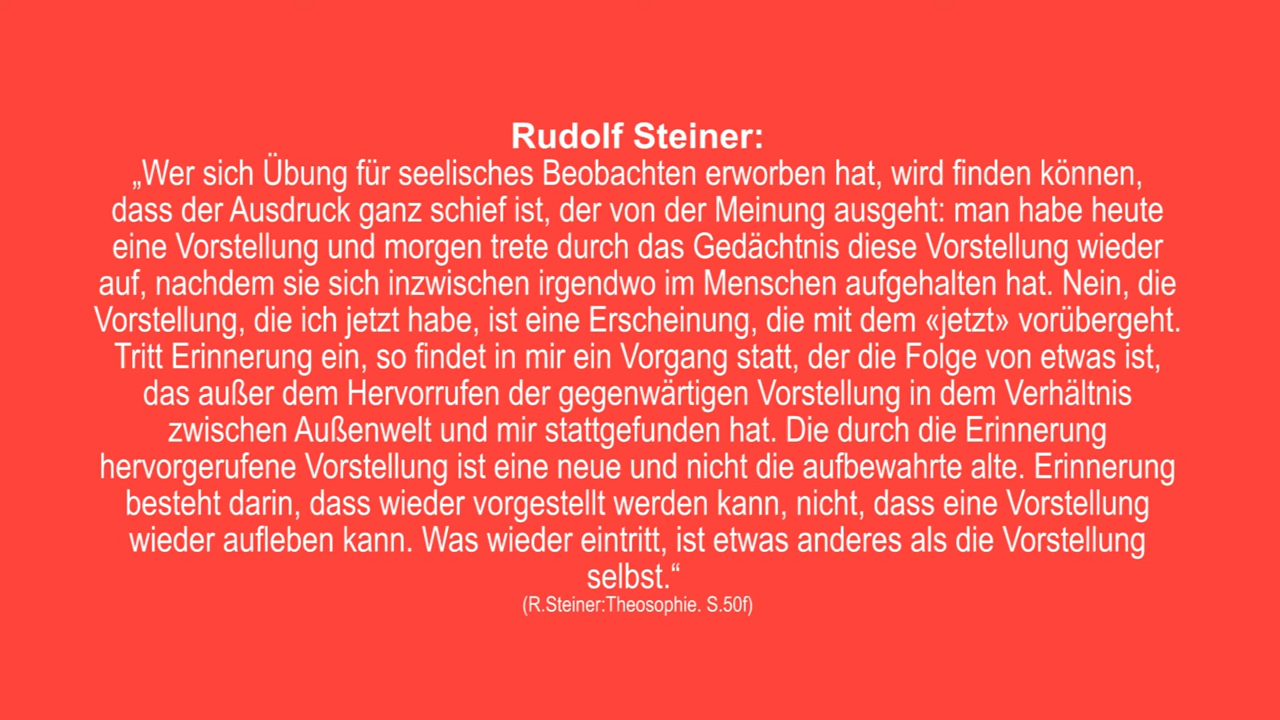 Rudolf Steiner:
„Wer sich Übung für seelisches Beobachten erworben hat, wird finden können,
dass der Ausdruck ganz schief ist, der von der Meinung ausgeht: man habe heute
eine Vorstellung und morgen trete durch das Gedächtnis diese Vorstellung wieder
auf, nachdem sie sich inzwischen irgendwo im Menschen aufgehalten hat. Nein, die
Vorstellung, die ich jetzt habe, ist eine Erscheinung, die mit dem «jetzt» vorübergeht.
Tritt Erinnerung ein, so findet in mir ein Vorgang statt, der die Folge von etwas ist,
das außer dem Hervorrufen der gegenwärtigen Vorstellung in dem Verhältnis
zwischen Außenwelt und mir stattgefunden hat. Die durch die Erinnerung
hervorgerufene Vorstellung ist eine neue und nicht die aufbewahrte alte. Erinnerung
besteht darin, dass wieder vorgestellt werden kann, nicht, dass eine Vorstellung
wieder aufleben kann. Was wieder eintritt, ist etwas anderes als die Vorstellung
selbst.“
(R.Steiner:Theosophie. S.50f)